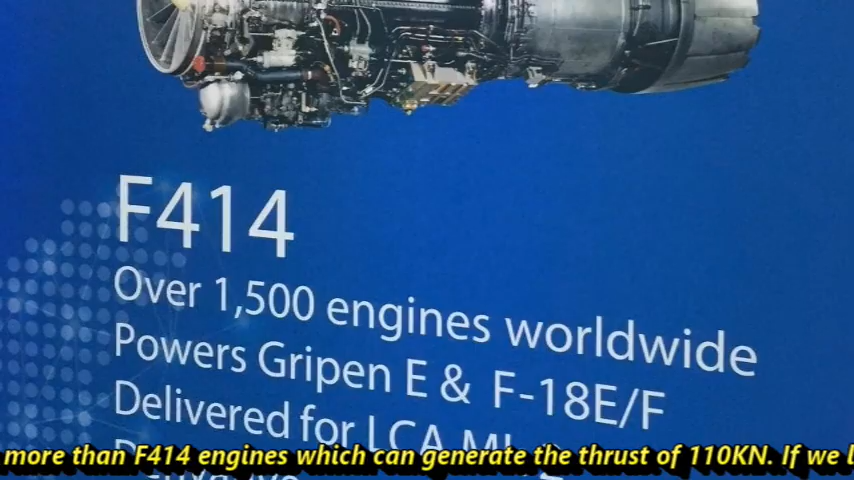 F414
Over 1,500 engines worldwide
Powers Gripen E & F-18E/F
Delivered for LCA
more than F414 engines which can generate the thrust of 110KN. If we